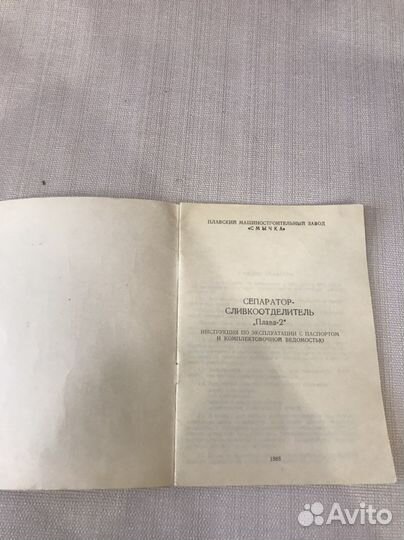 ПЛАВСКИЙ МАШИНОСТРОИТЕЛЬНЫЙ ЗАВОД
«СМЫЧКА»
СЕПАРАТОР-
СЛИВКООТДЕЛИТЕЛЬ
„Плава-2"
ИНСТРУКЦИЯ ПО ЭКСПЛУАТАЦИИ С ПАСПОРТОМ
И КОМПЛЕКТОВОЧНОЙ ВЕДОМОСТЬЮ
Avito